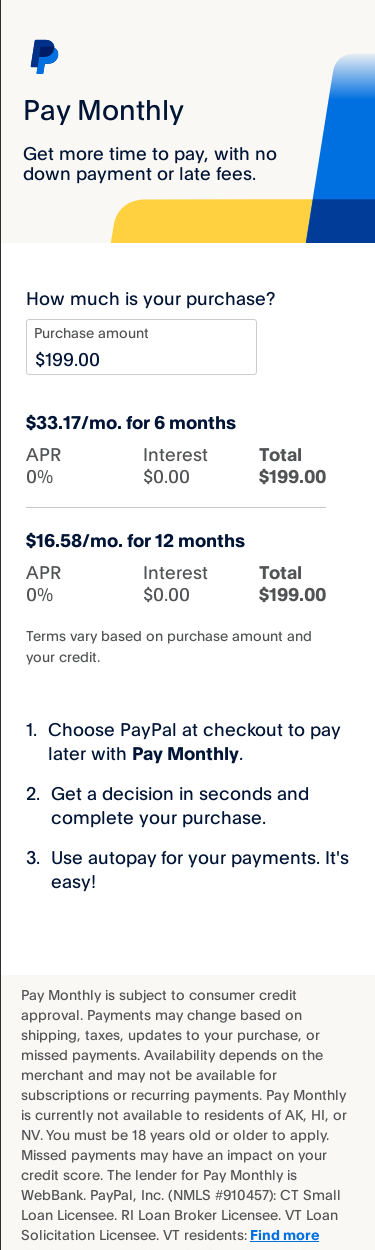 Pay Monthly
Get more time to pay, with no
down payment or late fees.
How much is your purchase?
Purchase amount
$199.00
$33.17/mo. for 6 months
APR Interest Total
0% $0.00 $199.00
$16.58/mo. for 12 months
APR Interest Total
0% $0.00 $199.00
Terms vary based on purchase amount and
your credit.
1. Choose PayPal at checkout to pay
later with Pay Monthly.
2. Get a decision in seconds and
complete your purchase.
3. Use autopay for your payments. It's
easy!
Pay Monthly is subject to consumer credit
approval. Payments may change based on
shipping, taxes, updates to your purchase, or
missed payments. Availability depends on the
merchant and may not be available for
subscriptions or recurring payments. Pay Monthly
is currently not available to residents of AK, HI, or
NV. You must be 18 years old or older to apply.
Missed payments may have an impact on your
credit score. The lender for Pay Monthly is
WebBank. PayPal, Inc. (NMLS #910457): CT Small
Loan Licensee. RI Loan Broker Licensee. VT Loan
Solicitation Licensee. VT residents: Find more